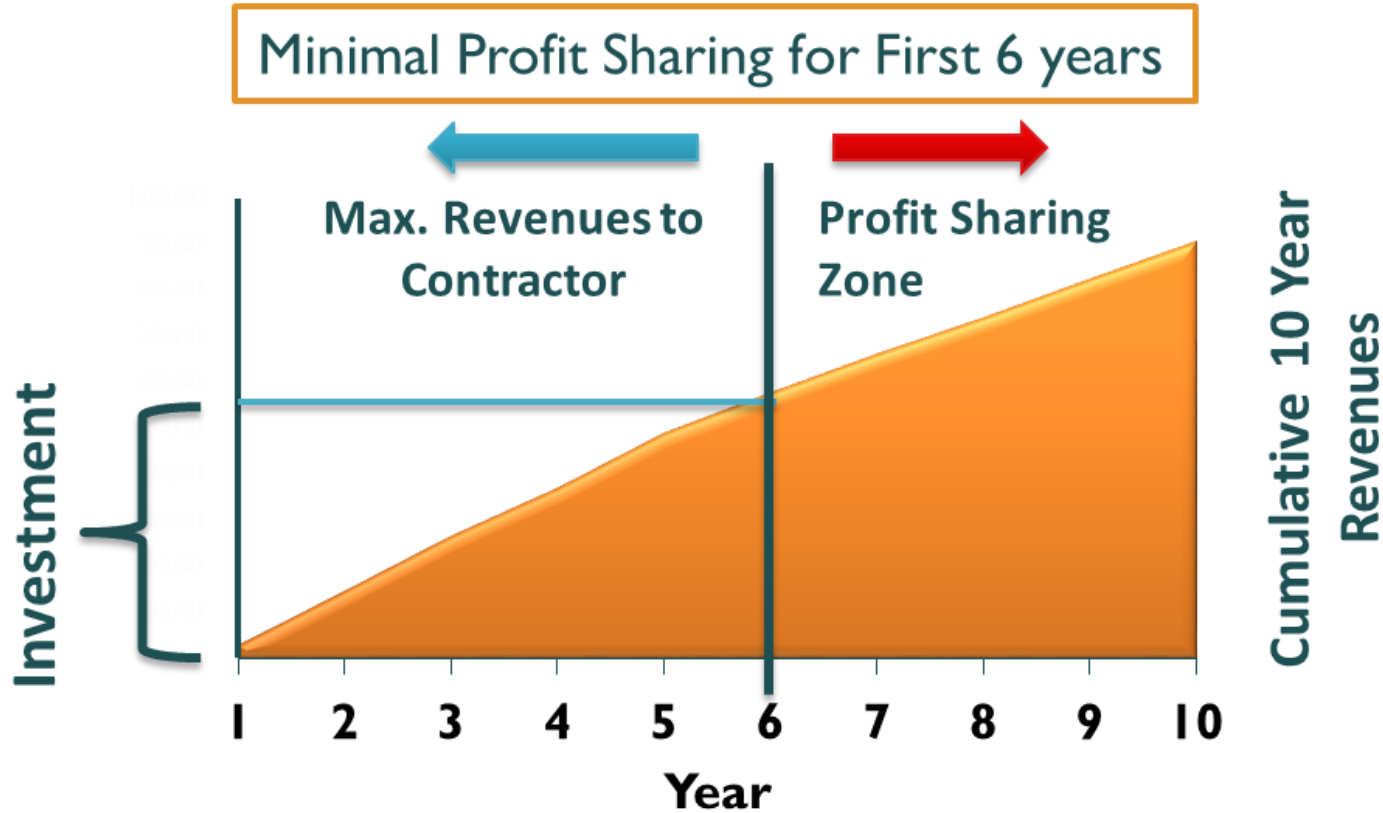 Minimal Profit Sharing for First 6 years
Max. Revenues to
Contractor
Profit Sharing
Zone
Investment
Cumulative 10 Year
Revenues
1 2 3 4 5 6 7 8 9 10
Year